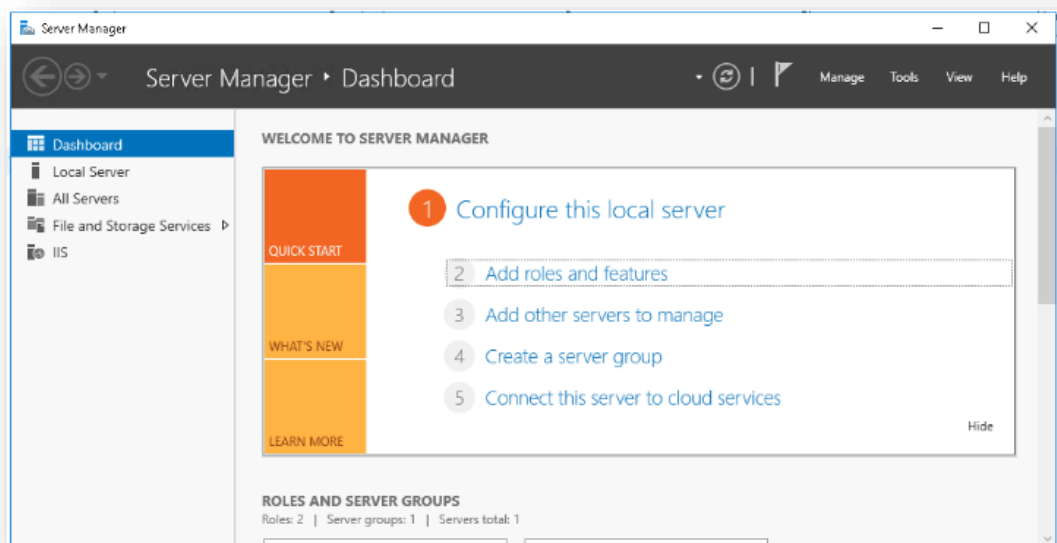 Server Manager
Server Manager ‣ Dashboard
Manage Tools View Help
Dashboard
Local Server
All Servers
File and Storage Services
IIS
WELCOME TO SERVER MANAGER
QUICK START
WHAT'S NEW
LEARN MORE
1 Configure this local server
2 Add roles and features
3 Add other servers to manage
4 Create a server group
5 Connect this server to cloud services
Hide
ROLES AND SERVER GROUPS
Roles: 2 | Server groups: 1 | Servers total: 1